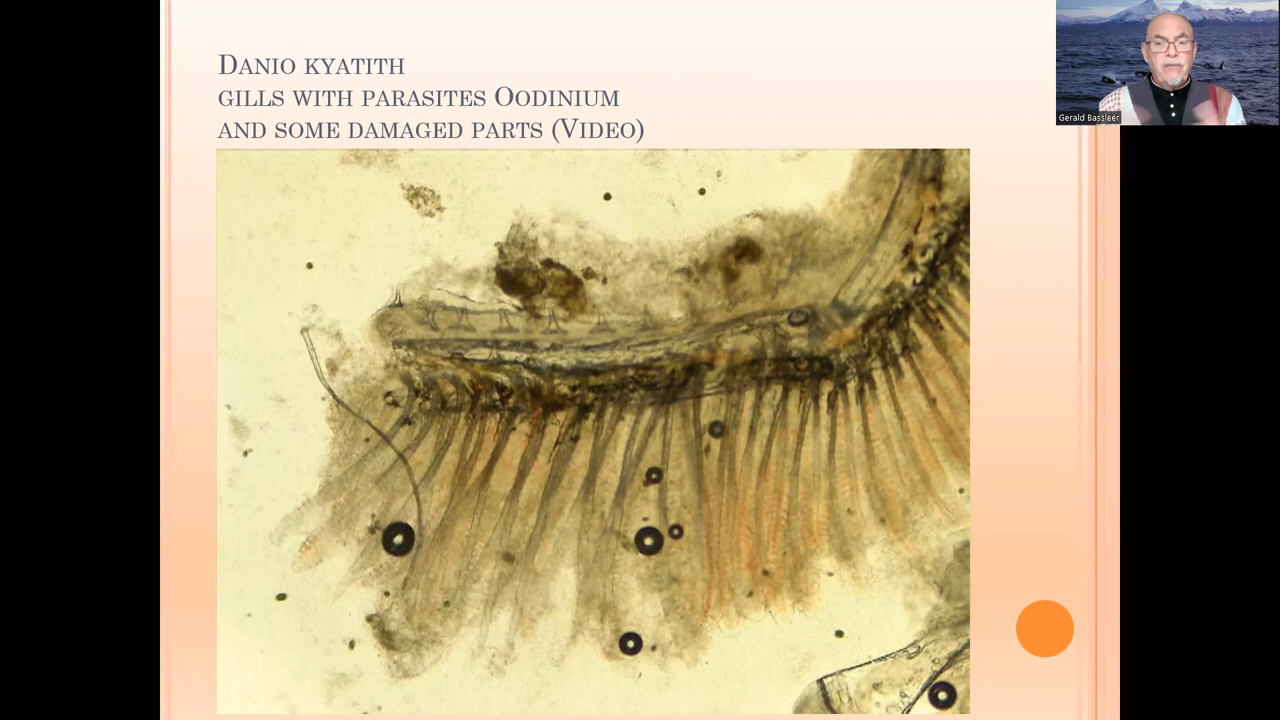 Danio kyatith
gills with parasites Oodinium
and some damaged parts (Video)
Gerald Bassleer